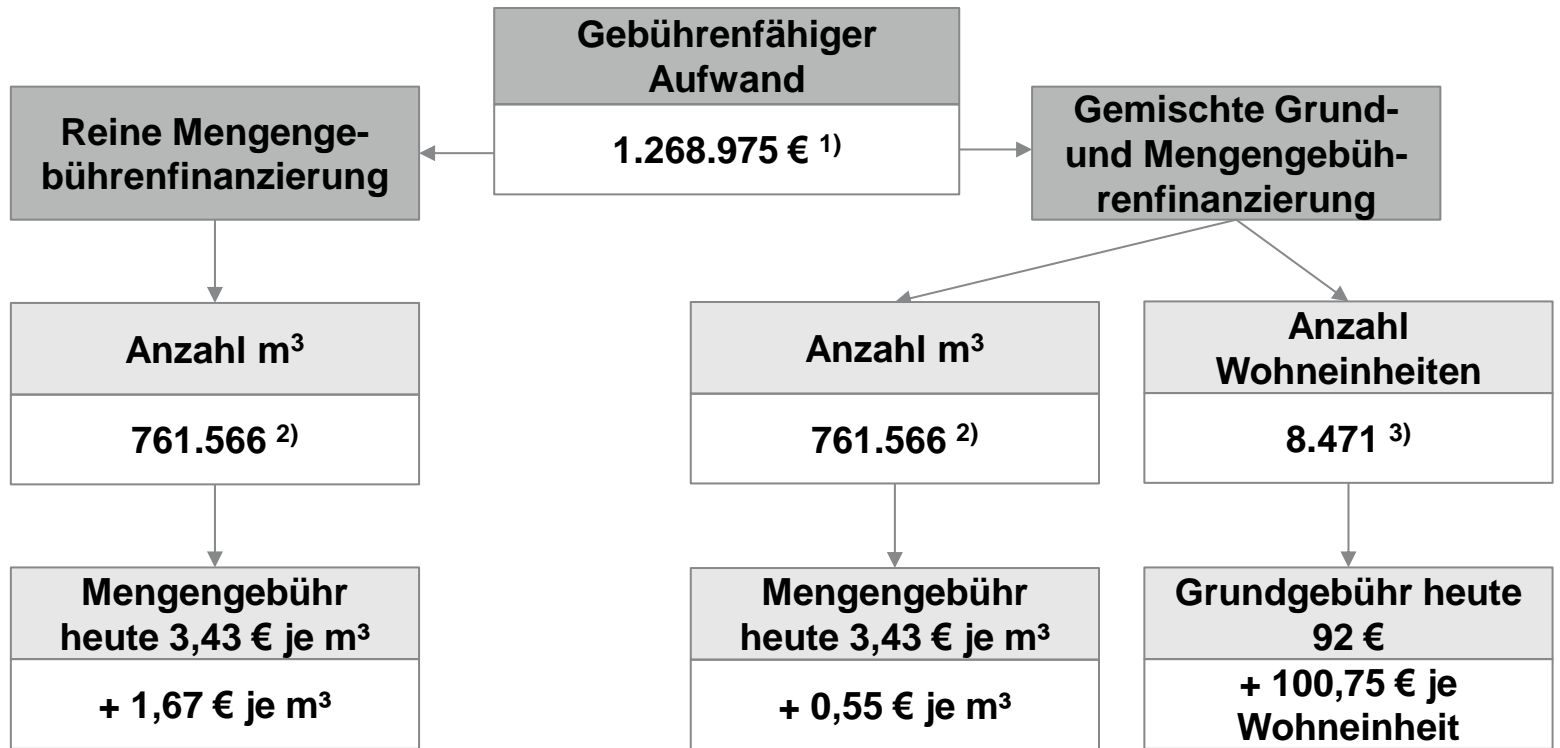 Gebührenfähiger
Aufwand
1.268.975 € 1)
Reine Mengenge-
bührenfinanzierung
Gemischte Grund-
und Mengengebüh-
renfinanzierung
Anzahl m³
761.566 2)
Anzahl m³
761.566 2)
Anzahl
Wohneinheiten
8.471 3)
Mengengebühr
heute 3,43 € je m³
+ 1,67 € je m³
Mengengebühr
heute 3,43 € je m³
+ 0,55 € je m³
Grundgebühr heute
92 €
+ 100,75 € je
Wohneinheit